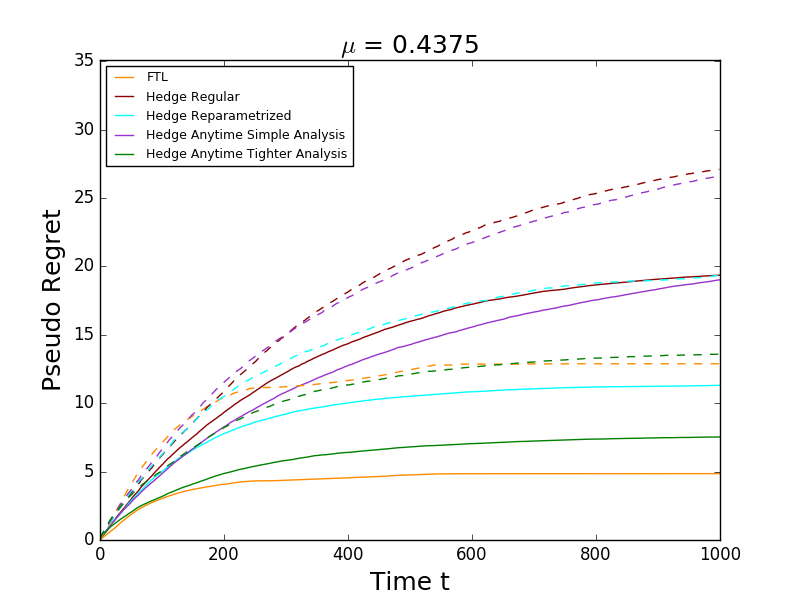 μ = 0.4375
35
30
25
20
15
10
5
0
FTL
Hedge Regular
Hedge Reparametrized
Hedge Anytime Simple Analysis
Hedge Anytime Tighter Analysis
Pseudo Regret
0 200 400 600 800 1000
Time t